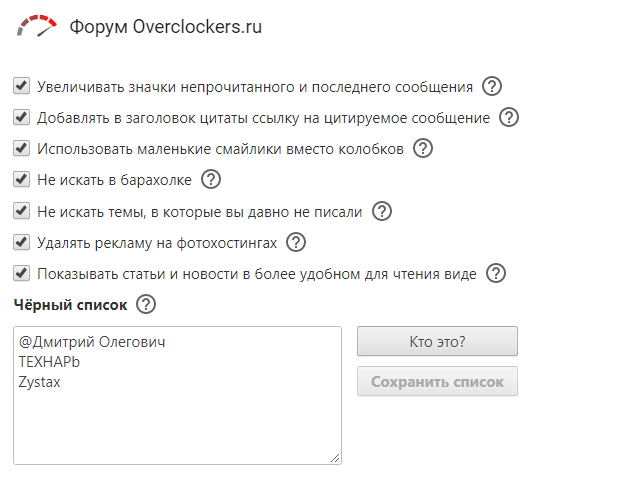 Форум Overclockers.ru
Увеличивать значки непрочитанного и последнего сообщения ?
Добавлять в заголовок цитаты ссылку на цитируемое сообщение ?
Использовать маленькие смайлики вместо колобков ?
Не искать в барахолке ?
Не искать темы, в которые вы давно не писали ?
Удалять рекламу на фотохостингах ?
Показывать статьи и новости в более удобном для чтения виде ?
Чёрный список ?
@Дмитрий Олегович
ТЕХНАРЬ
Zystax
Кто это?
Сохранить список